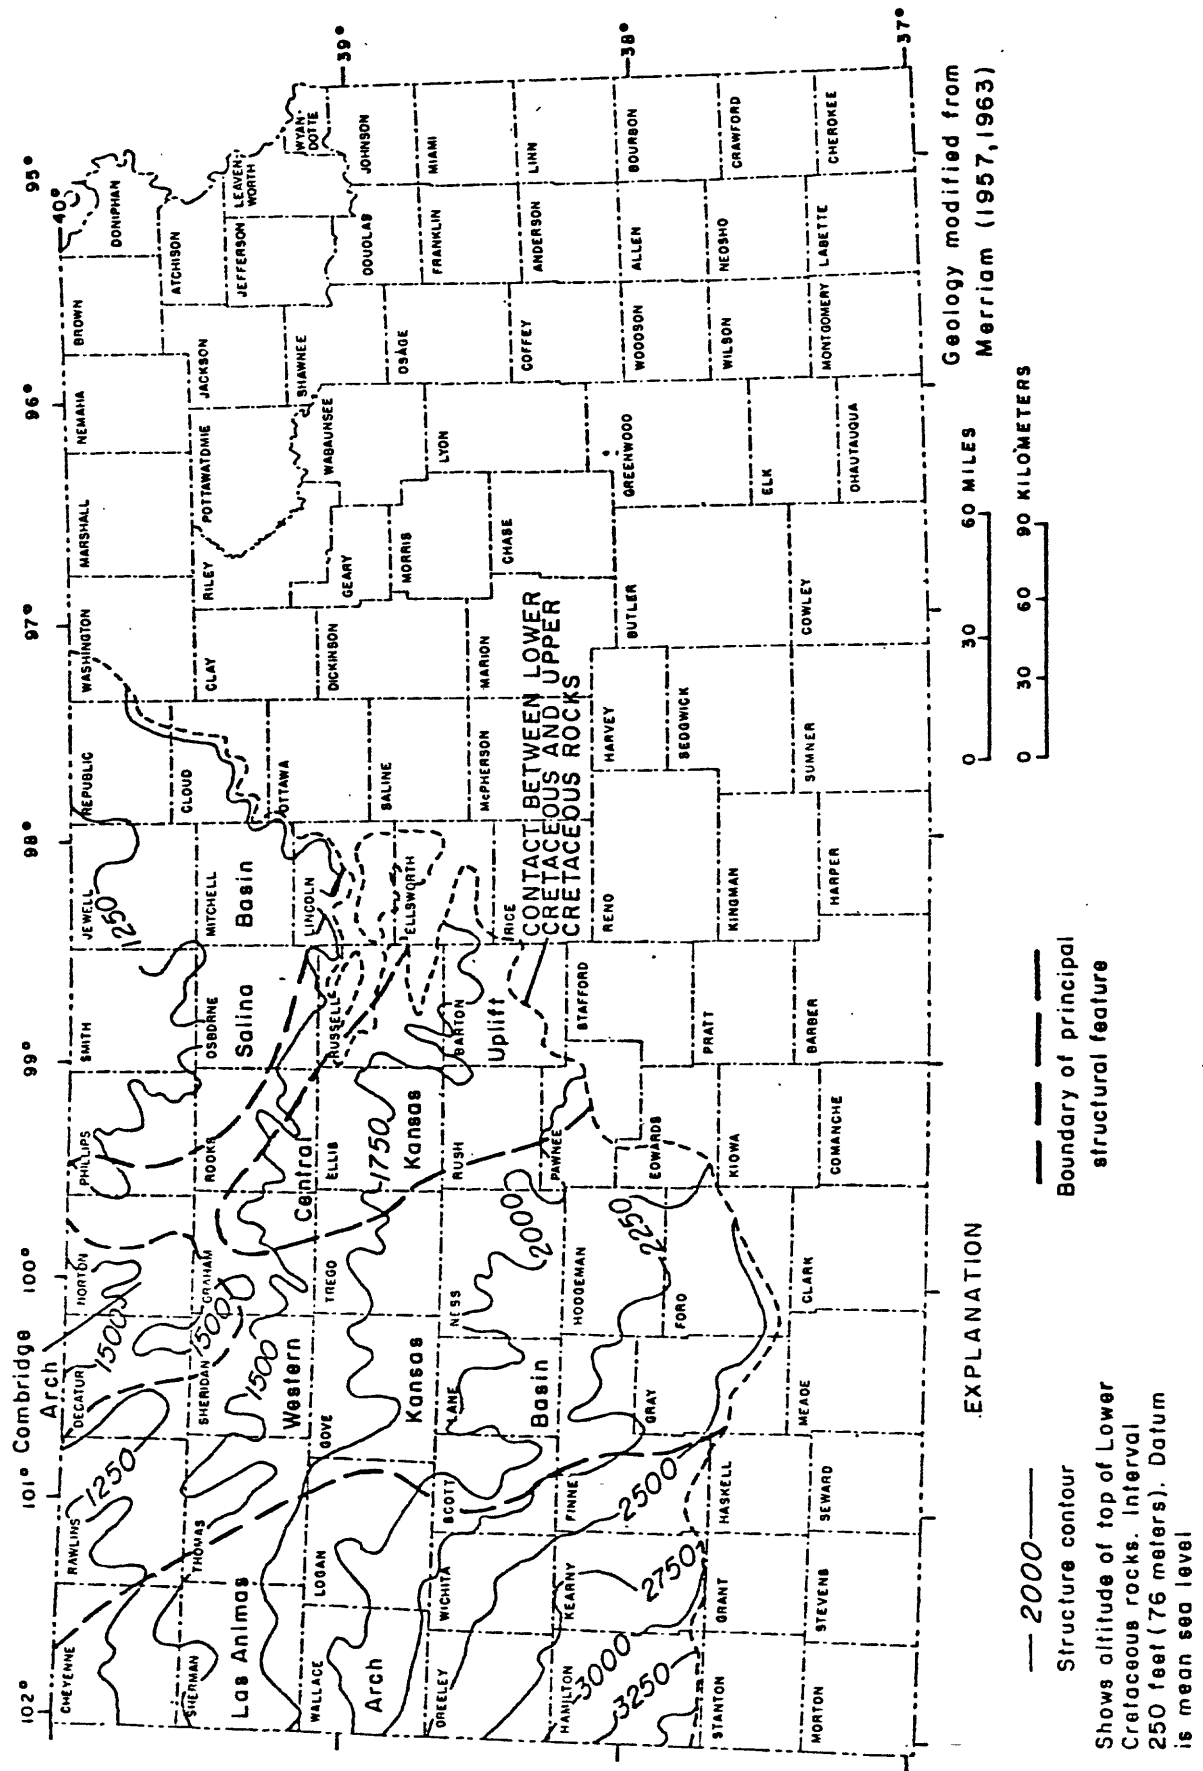 102°
101°
100°
99°
98°
97°
96°
95°
Combridge
Arch
40°
39°
38°
37°
CHEYENNE
RAWLINS
DECATUR
NORTON
PHILLIPS
SMITH
JEWELL
REPUBLIC
WASHINGTON
MARSHALL
NEMAHA
BROWN
DONIPHAN
SHERMAN
THOMAS
SHERIDAN
GRAHAM
ROOKS
OSBORNE
MITCHELL
CLOUD
CLAY
RILEY
POTTAWATOMIE
JACKSON
ATCHISON
JEFFERSON
LEAVEN-
WORTH
WYAN-
DOTTE
WALLACE
LOGAN
GOVE
TREGO
ELLIS
RUSSELL
LINCOLN
OTTAWA
SALINE
DICKINSON
GEARY
WABAUNSEE
SHAWNEE
DOUGLAS
JOHNSON
GREELEY
WICHITA
SCOTT
LANE
NESS
RUSH
BARTON
ELLSWORTH
RICE
McPHERSON
MARION
MORRIS
CHASE
LYON
OSAGE
FRANKLIN
MIAMI
HAMILTON
KEARNY
FINNEY
HODGEMAN
PAWNEE
STAFFORD
RENO
HARVEY
BUTLER
GREENWOOD
COFFEY
ANDERSON
LINN
STANTON
GRANT
HASKELL
GRAY
FORD
EDWARDS
KIOWA
PRATT
KINGMAN
SEDGWICK
WOODSON
ALLEN
BOURBON
MORTON
STEVENS
SEWARD
MEADE
CLARK
COMANCHE
BARBER
HARPER
SUMNER
COWLEY
ELK
CHAUTAUQUA
WILSON
MONTGOMERY
NEOSHO
LABETTE
CRAWFORD
CHEROKEE
Las Animas
Arch
Western
Kansas
Basin
Central
Kansas
Uplift
Salina
Basin
1250
1500
1500
1500
1250
1750
2000
2250
2500
2750
3000
3250
CONTACT BETWEEN LOWER
CRETACEOUS AND UPPER
CRETACEOUS ROCKS
Geology modified from
Merriam (1957, 1963)
0 30 60 MILES
0 30 60 90 KILOMETERS
EXPLANATION
2000
Structure contour
Shows altitude of top of Lower
Cretaceous rocks. Interval
250 feet (76 meters). Datum
is mean sea level
Boundary of principal
structural feature